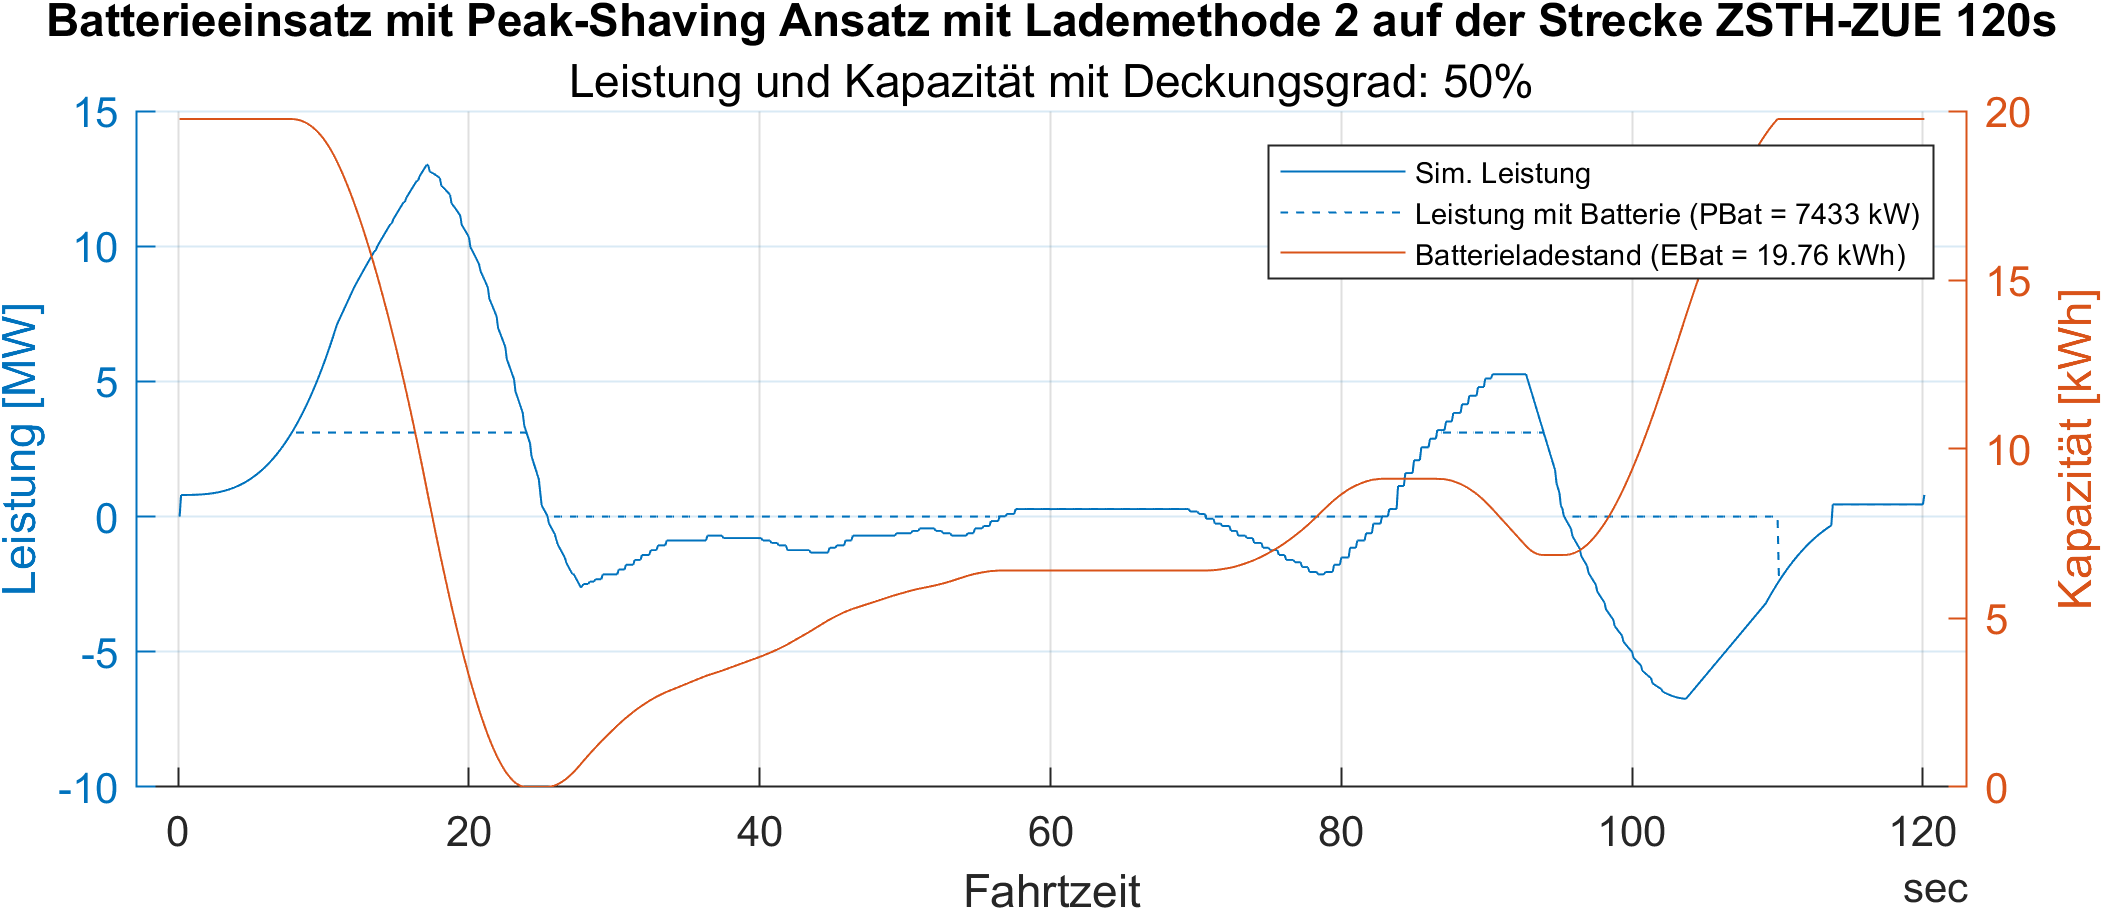 Batterieeinsatz mit Peak-Shaving Ansatz mit Lademethode 2 auf der Strecke ZSTH-ZUE 120s
Leistung und Kapazität mit Deckungsgrad: 50%
15
10
5
0
-5
-10
Leistung [MW]
20
15
10
5
0
Kapazität [kWh]
Sim. Leistung
Leistung mit Batterie (PBat = 7433 kW)
Batterieladestand (EBat = 19.76 kWh)
0 20 40 60 80 100 120
Fahrtzeit
sec